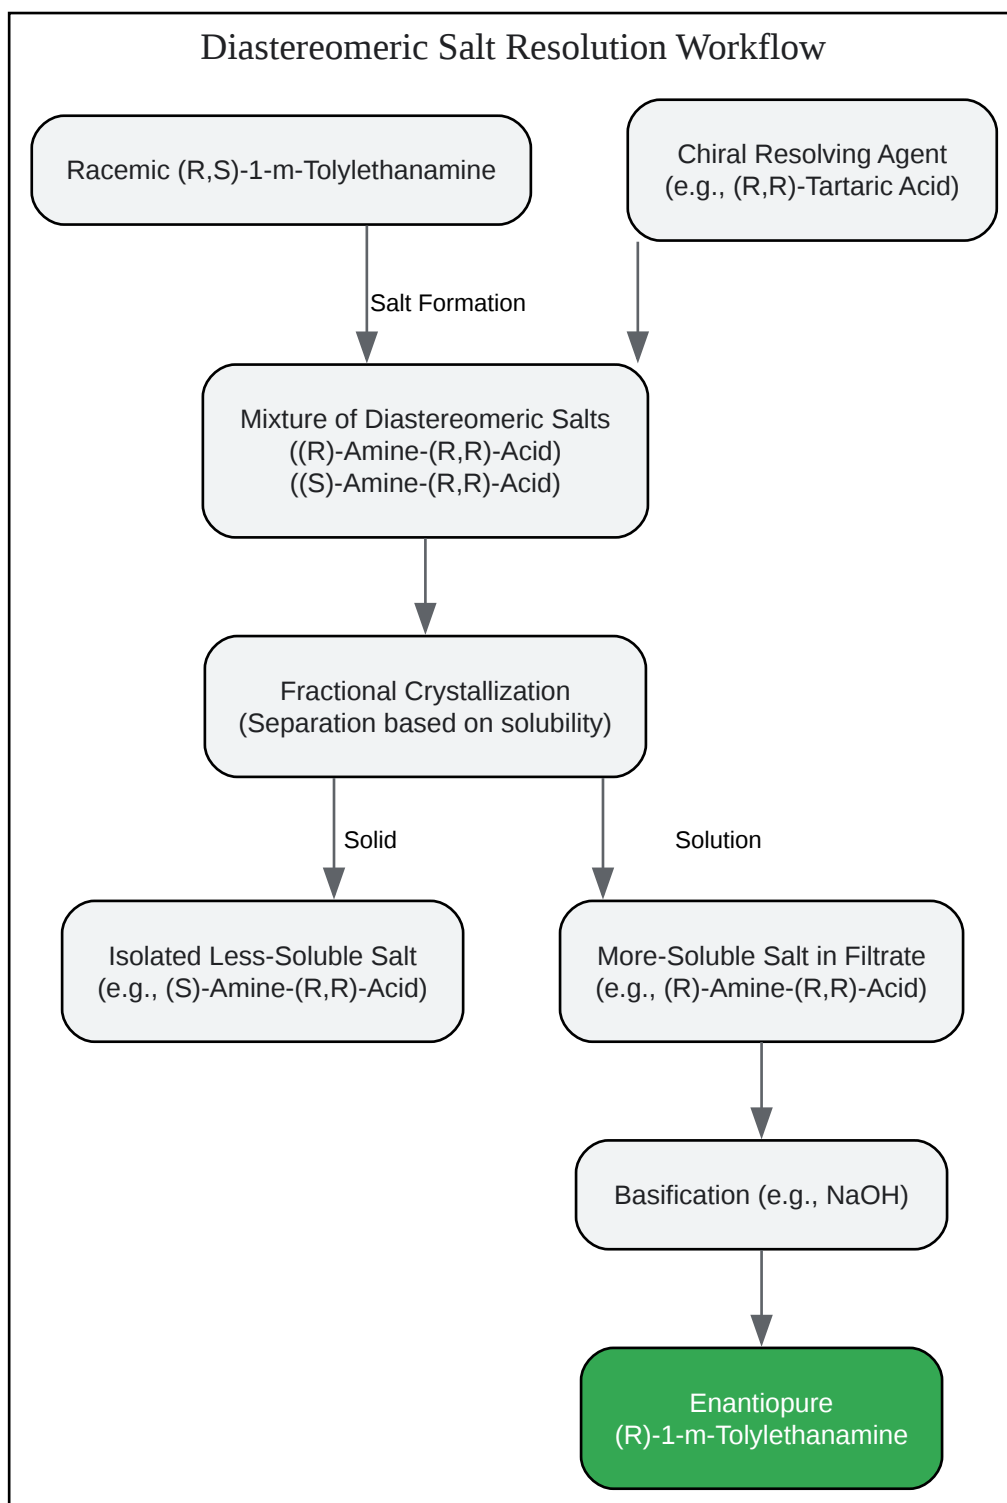 Diastereomeric Salt Resolution Workflow
Racemic (R,S)-1-m-Tolylethanamine
Chiral Resolving Agent
(e.g., (R,R)-Tartaric Acid)
Salt Formation
Mixture of Diastereomeric Salts
((R)-Amine-(R,R)-Acid)
((S)-Amine-(R,R)-Acid)
Fractional Crystallization
(Separation based on solubility)
Solid
Solution
Isolated Less-Soluble Salt
(e.g., (S)-Amine-(R,R)-Acid)
More-Soluble Salt in Filtrate
(e.g., (R)-Amine-(R,R)-Acid)
Basification (e.g., NaOH)
Enantiopure
(R)-1-m-Tolylethanamine